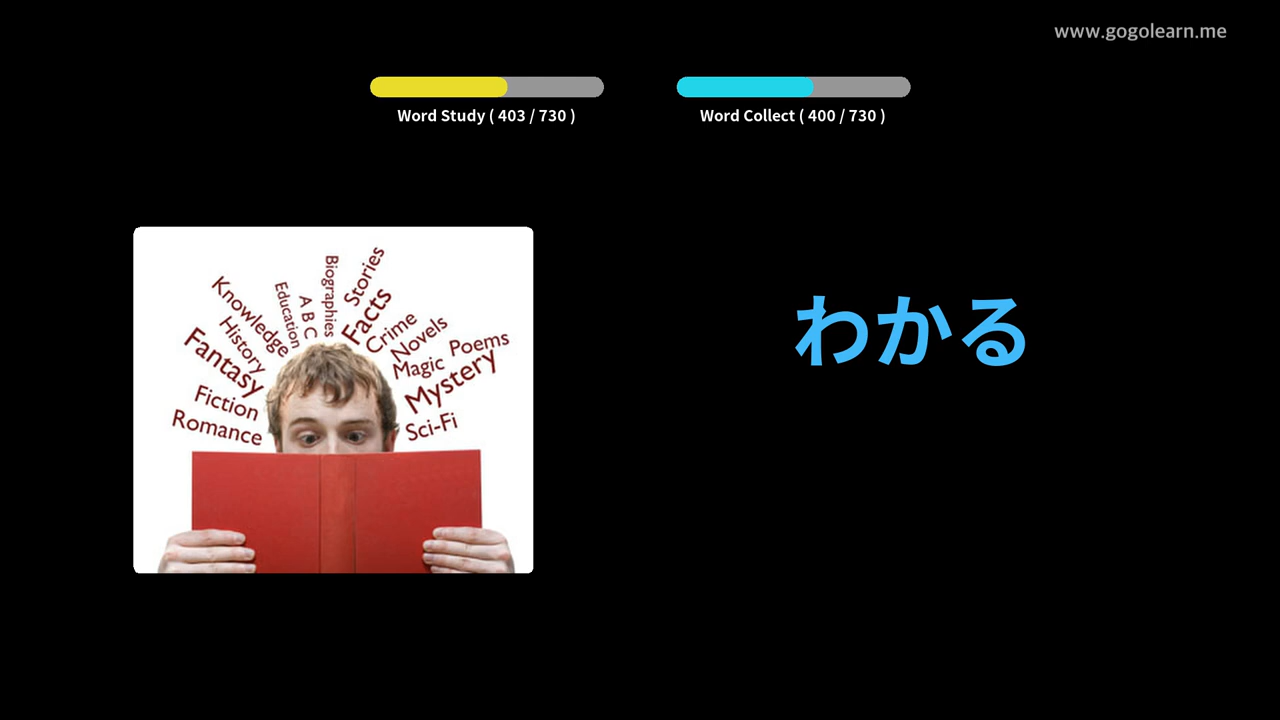 www.gogolearn.me
Word Study ( 403 / 730 )
Word Collect ( 400 / 730 )
Romance
Fiction
Fantasy
History
Knowledge
Education
A B C
Biographies
Stories
Facts
Crime
Novels
Magic
Poems
Mystery
Sci-Fi
わかる